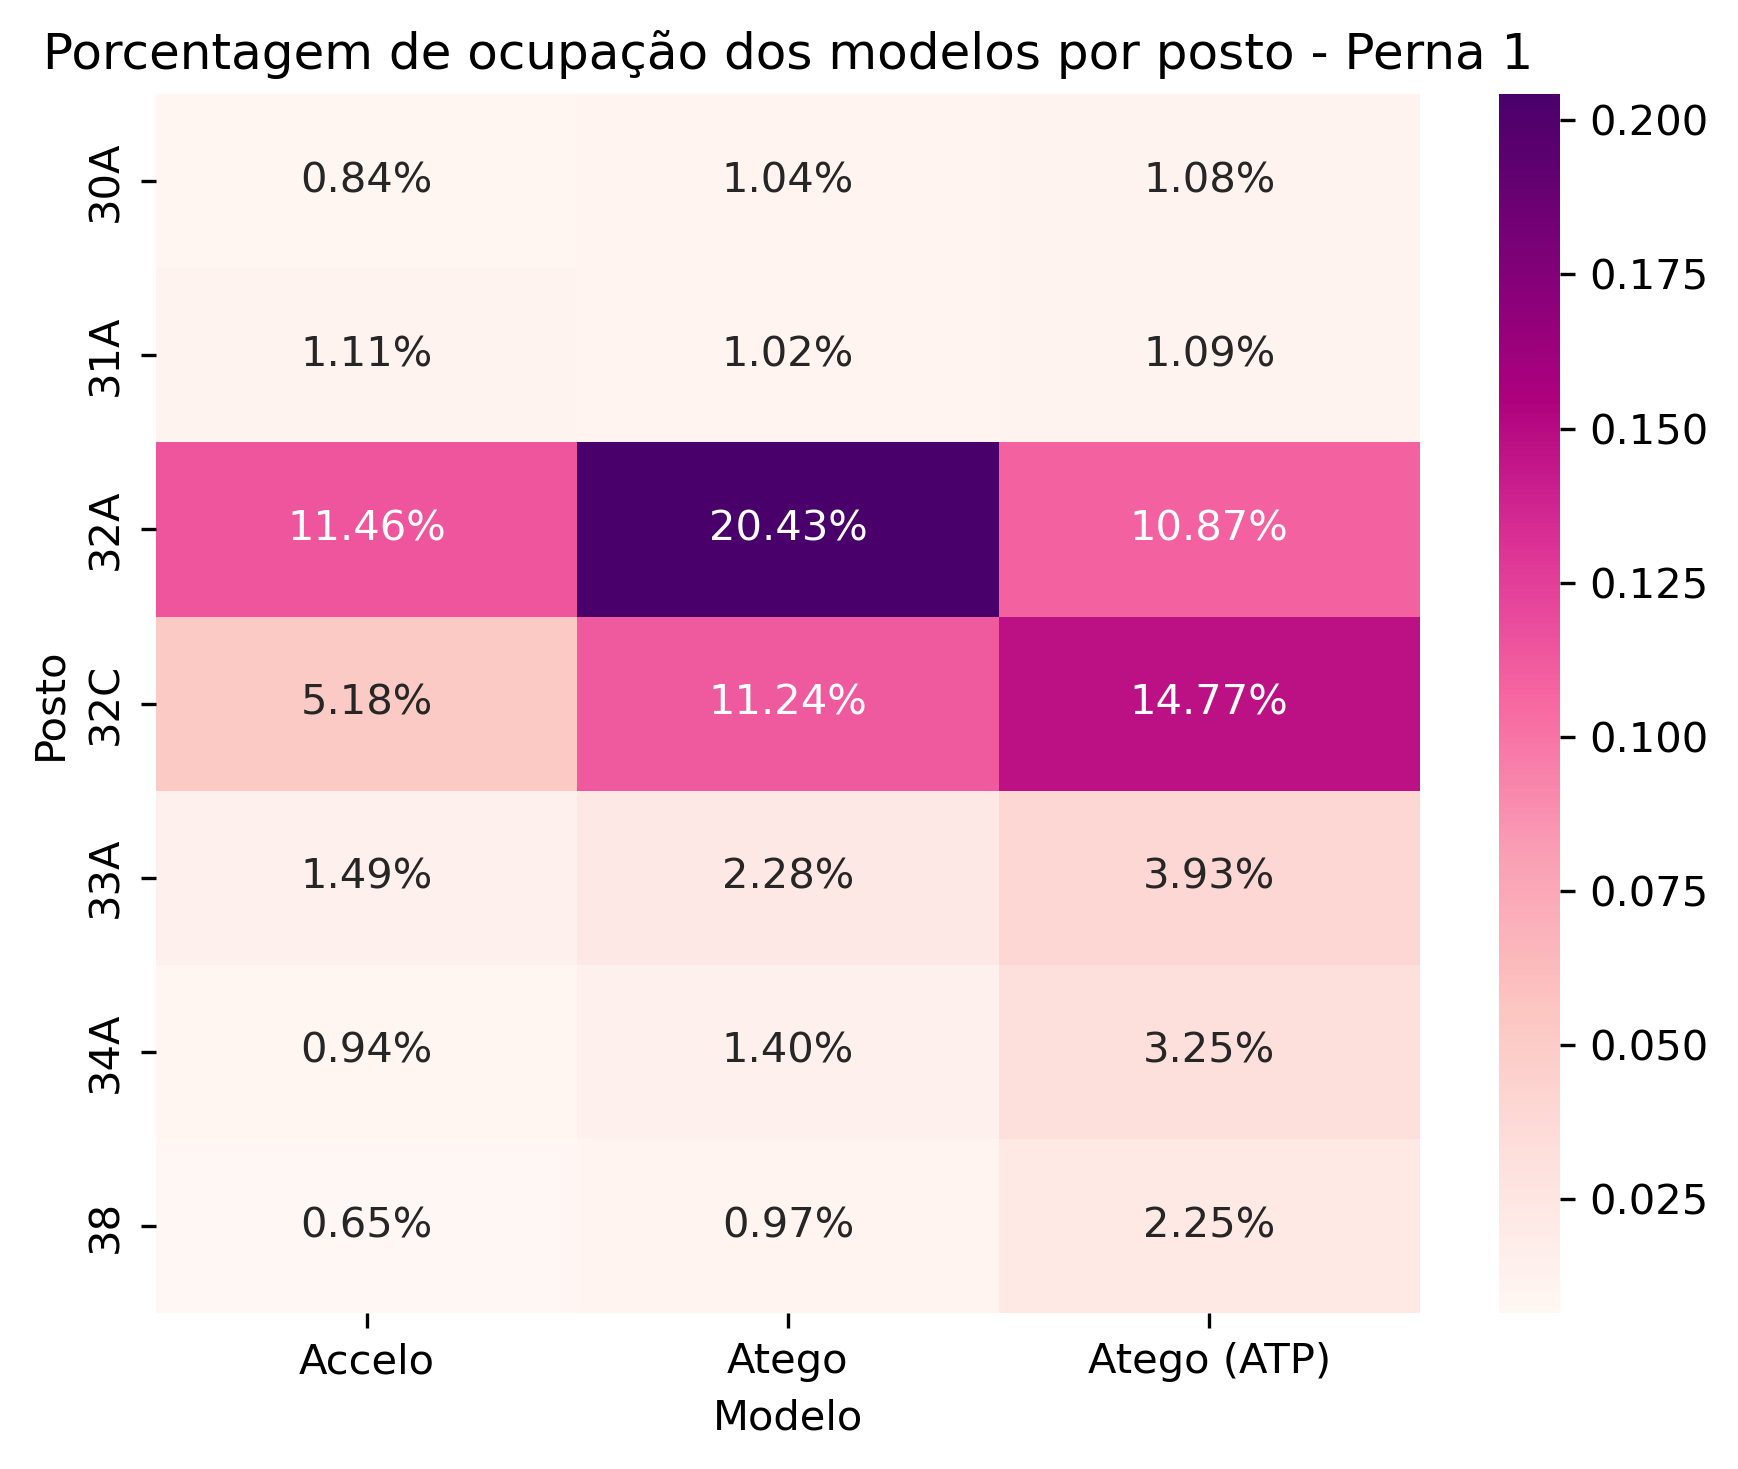 Porcentagem de ocupação dos modelos por posto - Perna 1
30A 0.84% 1.04% 1.08%
31A 1.11% 1.02% 1.09%
32A 11.46% 20.43% 10.87%
32C 5.18% 11.24% 14.77%
33A 1.49% 2.28% 3.93%
34A 0.94% 1.40% 3.25%
38 0.65% 0.97% 2.25%
Posto
Accelo Atego Atego (ATP)
Modelo
0.200
0.175
0.150
0.125
0.100
0.075
0.050
0.025